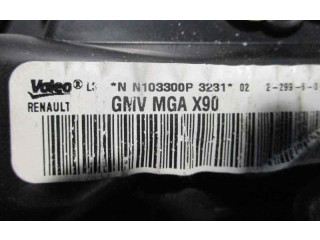 Valeo® *N N103300P 3231* 02
RENAULT GMV MGA X90